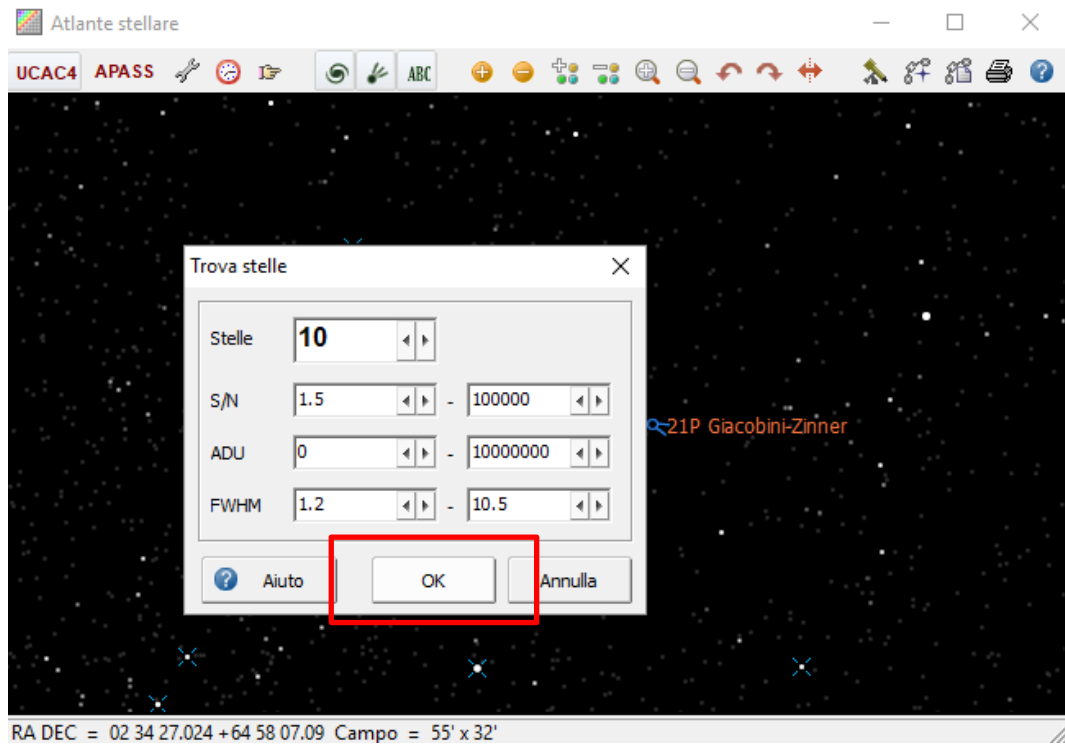 Atlante stellare
UCAC4 APASS ABC
Trova stelle
Stelle 10
S/N 1.5 - 100000
21P Giacobini-Zinner
ADU 0 - 10000000
FWHM 1.2 - 10.5
Aiuto OK Annulla
RA DEC = 02 34 27.024 +64 58 07.09 Campo = 55' x 32'